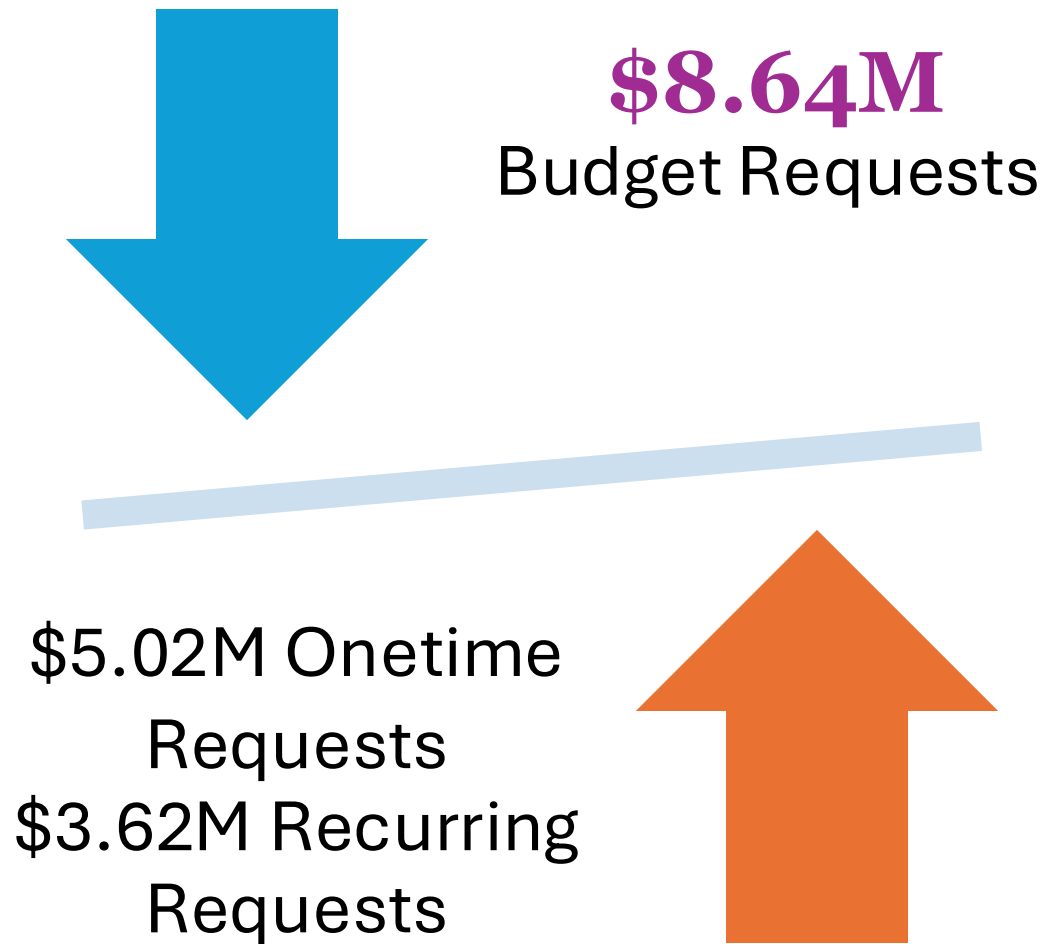 $8.64M
Budget Requests
$5.02M Onetime
Requests
$3.62M Recurring
Requests